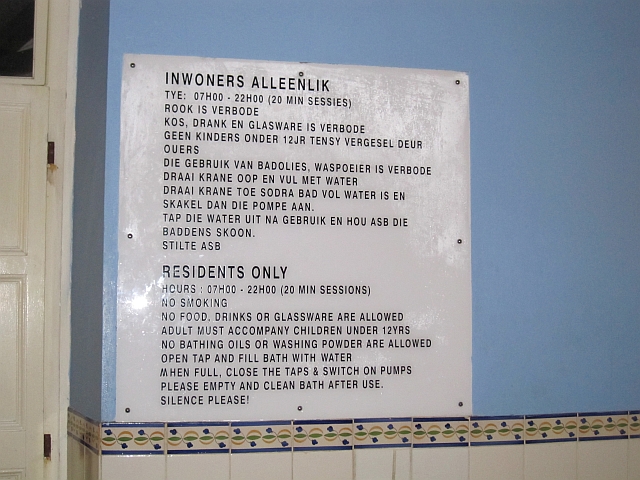 INWONERS ALLEENLIK
TYE: 07H00 - 22H00 (20 MIN SESSIES)
ROOK IS VERBODE
KOS, DRANK EN GLASWARE IS VERBODE
GEEN KINDERS ONDER 12JR TENSY VERGESEL DEUR
OUERS
DIE GEBRUIK VAN BADOLIES, WASPOEIER IS VERBODE
DRAAI KRANE OOP EN VUL MET WATER
DRAAI KRANE TOE SODRA BAD VOL WATER IS EN
SKAKEL DAN DIE POMPE AAN.
TAP DIE WATER UIT NA GEBRUIK EN HOU ASB DIE
BADDENS SKOON.
STILTE ASB
RESIDENTS ONLY
HOURS : 07H00 - 22H00 (20 MIN SESSIONS)
NO SMOKING
NO FOOD. DRINKS OR GLASSWARE ARE ALLOWED
ADULT MUST ACCOMPANY CHILDREN UNDER 12YRS
NO BATHING OILS OR WASHING POWDER ARE ALLOWED
OPEN TAP AND FILL BATH WITH WATER
WHEN FULL, CLOSE THE TAPS & SWITCH ON PUMPS
PLEASE EMPTY AND CLEAN BATH AFTER USE.
SILENCE PLEASE!